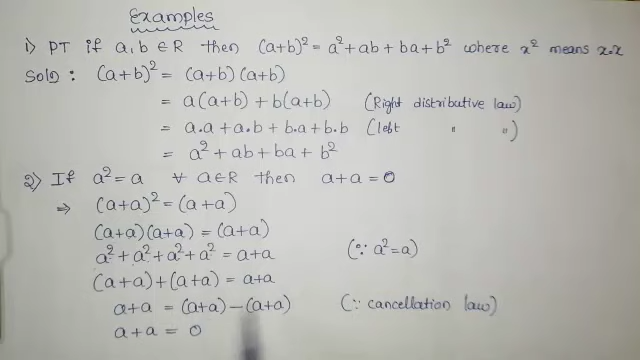 Examples
1) PT if a, b ∈ R then (a+b)² = a² + ab + ba + b² where x² means x.x
Soln : (a+b)² = (a+b) (a+b)
= a(a+b) + b(a+b) (Right distributive law)
= a.a + a.b + b.a + b.b (left " ")
= a² + ab + ba + b²
2) If a² = a ∀ a ∈ R then a+a = 0
⇒ (a+a)² = (a+a)
(a+a) (a+a) = (a+a)
a² + a² + a² + a² = a+a (∵ a² = a)
(a+a) + (a+a) = a+a
a+a = (a+a) − (a+a) (∵ cancellation law)
a+a = 0